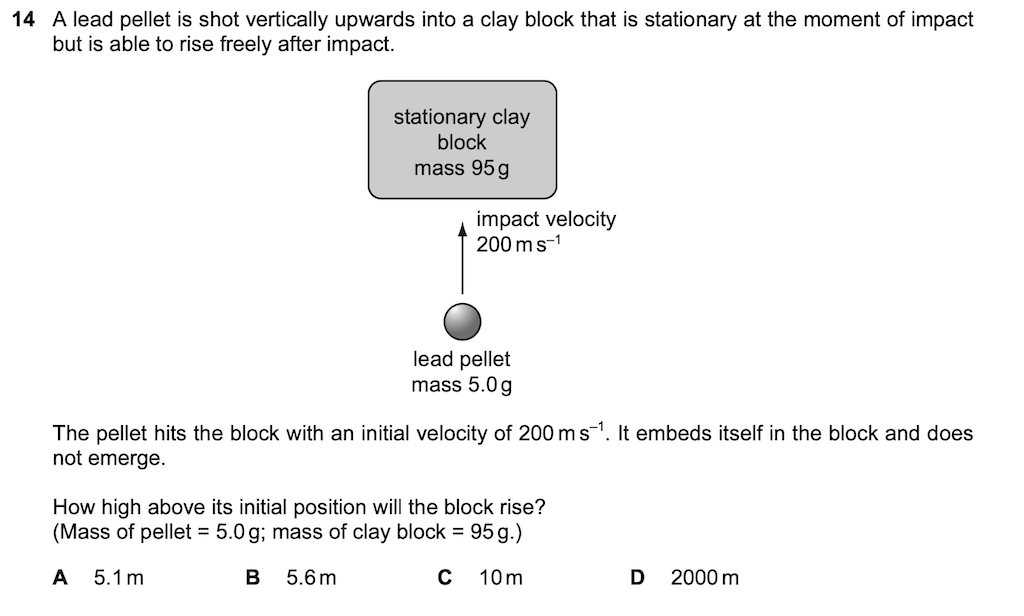 14 A lead pellet is shot vertically upwards into a clay block that is stationary at the moment of impact
but is able to rise freely after impact.
stationary clay
block
mass 95 g
impact velocity
200 m s⁻¹
lead pellet
mass 5.0 g
The pellet hits the block with an initial velocity of 200 m s⁻¹. It embeds itself in the block and does
not emerge.
How high above its initial position will the block rise?
(Mass of pellet = 5.0 g; mass of clay block = 95 g.)
A 5.1 m B 5.6 m C 10 m D 2000 m